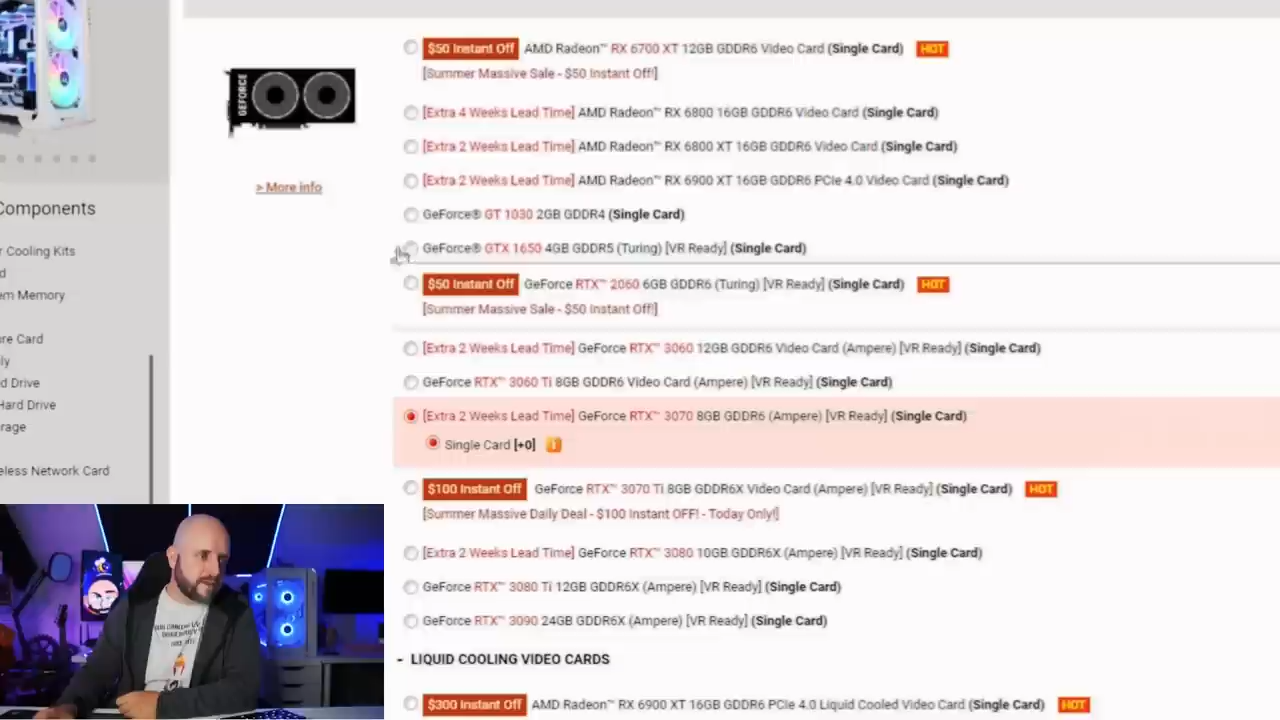 $50 Instant Off AMD Radeon™ RX 6700 XT 12GB GDDR6 Video Card (Single Card) HOT
[Summer Massive Sale - $50 Instant Off!]
GEFORCE
[Extra 4 Weeks Lead Time] AMD Radeon™ RX 6800 16GB GDDR6 Video Card (Single Card)
[Extra 2 Weeks Lead Time] AMD Radeon™ RX 6800 XT 16GB GDDR6 Video Card (Single Card)
> More info
[Extra 2 Weeks Lead Time] AMD Radeon™ RX 6900 XT 16GB GDDR6 PCIe 4.0 Video Card (Single Card)
GeForce® GT 1030 2GB GDDR4 (Single Card)
GeForce® GTX 1650 4GB GDDR5 (Turing) [VR Ready] (Single Card)
$50 Instant Off GeForce RTX™ 2060 6GB GDDR6 (Turing) [VR Ready] (Single Card) HOT
[Summer Massive Sale - $50 Instant Off!]
[Extra 2 Weeks Lead Time] GeForce RTX™ 3060 12GB GDDR6 Video Card (Ampere) [VR Ready] (Single Card)
GeForce RTX™ 3060 Ti 8GB GDDR6 Video Card (Ampere) [VR Ready] (Single Card)
[Extra 2 Weeks Lead Time] GeForce RTX™ 3070 8GB GDDR6 (Ampere) [VR Ready] (Single Card)
Single Card [+0]
$100 Instant Off GeForce RTX™ 3070 Ti 8GB GDDR6X Video Card (Ampere) [VR Ready] (Single Card) HOT
[Summer Massive Daily Deal - $100 Instant OFF! - Today Only!]
[Extra 2 Weeks Lead Time] GeForce RTX™ 3080 10GB GDDR6X (Ampere) [VR Ready] (Single Card)
GeForce RTX™ 3080 Ti 12GB GDDR6X (Ampere) [VR Ready] (Single Card)
GeForce RTX™ 3090 24GB GDDR6X (Ampere) [VR Ready] (Single Card)
- LIQUID COOLING VIDEO CARDS
$300 Instant Off AMD Radeon™ RX 6900 XT 16GB GDDR6 PCIe 4.0 Liquid Cooled Video Card (Single Card) HOT
Components
r Cooling Kits
d
em Memory
re Card
ly
d Drive
Hard Drive
rage
eless Network Card